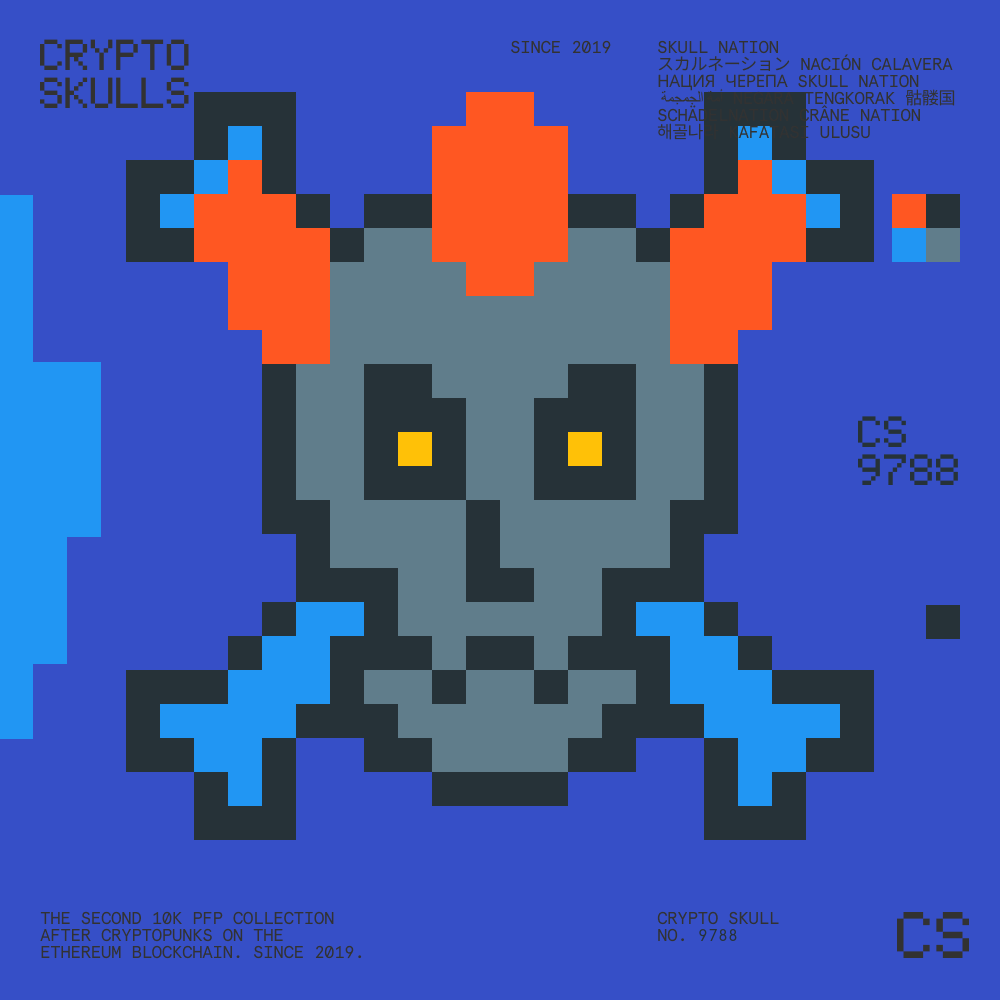 CRYPTO
SKULLS
SINCE 2019
SKULL NATION
スカルネーション NACIÓN CALAVERA
НАЦИЯ ЧЕРЕПА SKULL NATION
TENGKORAK 骷髅国
CRÂNE NATION
ULUSU
CS
9788
THE SECOND 10K PFP COLLECTION
AFTER CRYPTOPUNKS ON THE
ETHEREUM BLOCKCHAIN. SINCE 2019.
CRYPTO SKULL
NO. 9788
CS